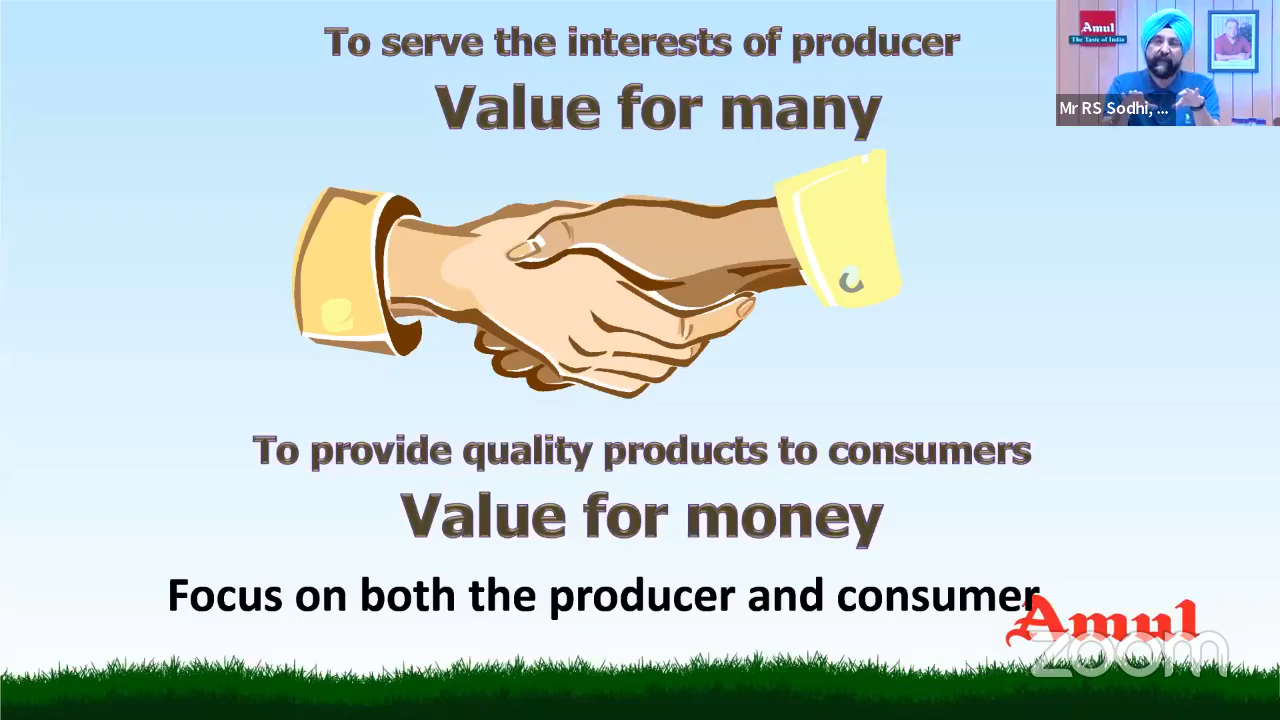 To serve the interests of producer
Value for many
Amul
The Taste of India
Mr RS Sodhi, ...
To provide quality products to consumers
Value for money
Focus on both the producer and consumer
Amul
zoom